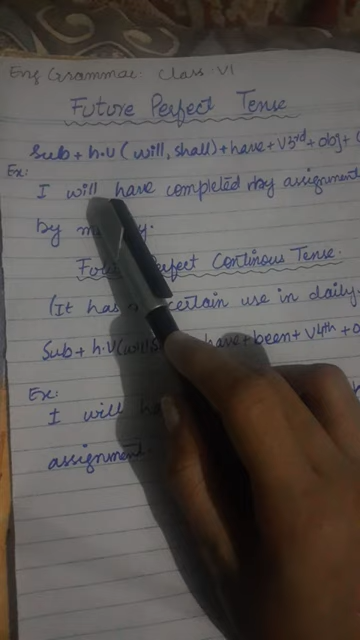 Eng Grammar Class VI
Future Perfect Tense
Sub + h.v (will, shall) + have + V3rd + obj +
Ex:
I will have completed my assignment
by
Perfect Continous Tense.
(It has certain use in daily
Sub + h.v have + been + V4th +
Ex:
I will
assignment